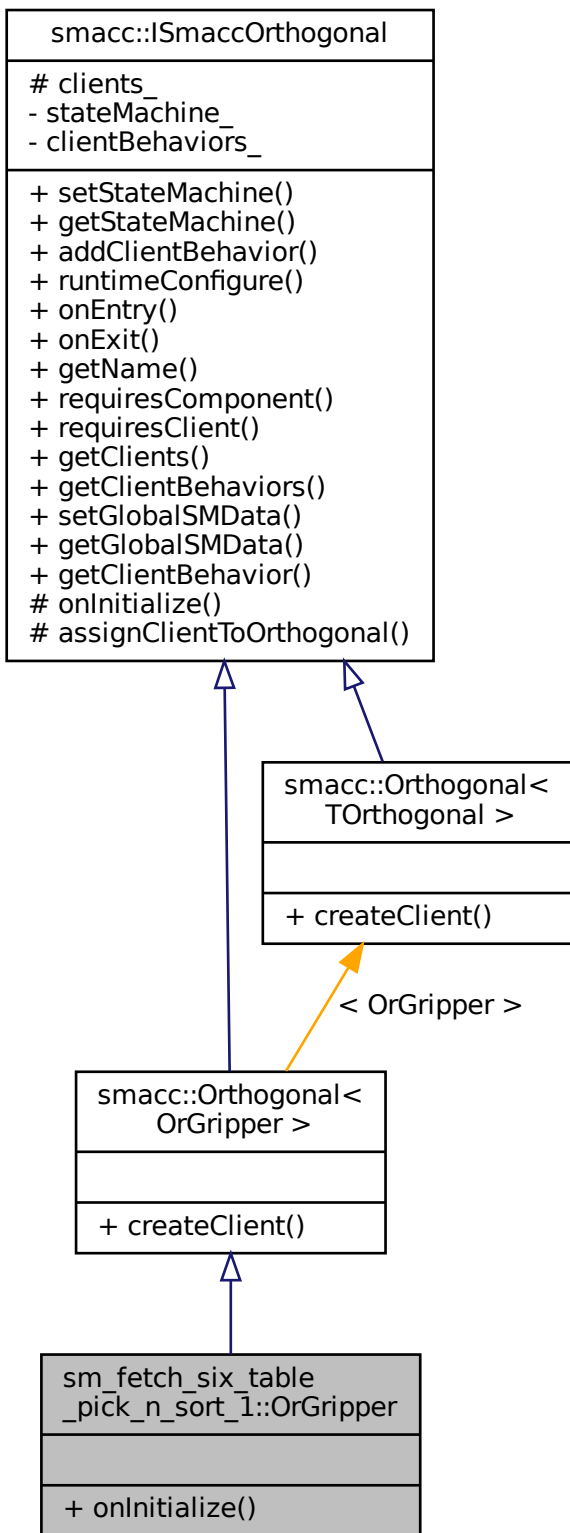 smacc::ISmaccOrthogonal
# clients_
- stateMachine_
- clientBehaviors_
+ setStateMachine()
+ getStateMachine()
+ addClientBehavior()
+ runtimeConfigure()
+ onEntry()
+ onExit()
+ getName()
+ requiresComponent()
+ requiresClient()
+ getClients()
+ getClientBehaviors()
+ setGlobalSMData()
+ getGlobalSMData()
+ getClientBehavior()
# onInitialize()
# assignClientToOrthogonal()
smacc::Orthogonal<
TOrthogonal >
+ createClient()
< OrGripper >
smacc::Orthogonal<
OrGripper >
+ createClient()
sm_fetch_six_table
_pick_n_sort_1::OrGripper
+ onInitialize()